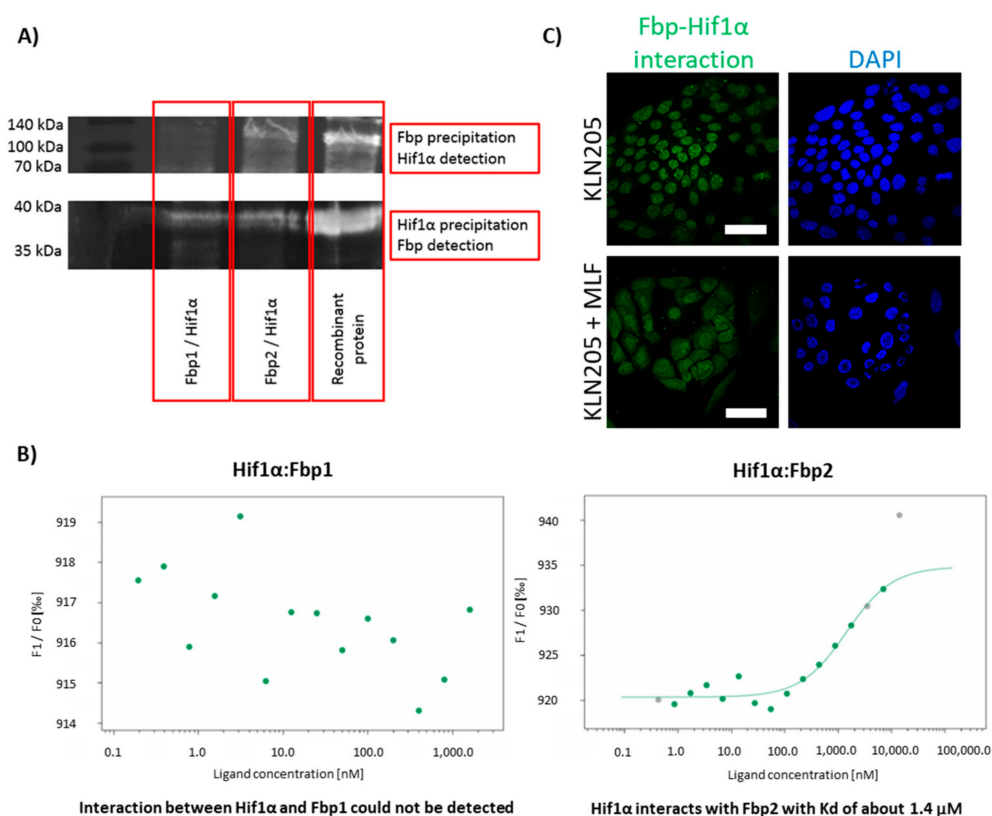 A)
140 kDa
100 kDa
70 kDa
40 kDa
35 kDa
Fbp precipitation
Hif1α detection
Hif1α precipitation
Fbp detection
Fbp1 / Hif1α
Fbp2 / Hif1α
Recombinant
protein
C)
Fbp-Hif1α
interaction
DAPI
KLN205
KLN205 + MLF
B)
Hif1α:Fbp1
919
918
917
916
915
914
F1 / F0 [‰]
0.1
1.0
10.0
100.0
1,000.0
Ligand concentration [nM]
Interaction between Hif1α and Fbp1 could not be detected
Hif1α:Fbp2
940
935
930
925
920
F1 / F0 [‰]
0.1
1.0
10.0
100.0
1,000.0
10,000.0
100,000.0
Ligand concentration [nM]
Hif1α interacts with Fbp2 with Kd of about 1.4 μM